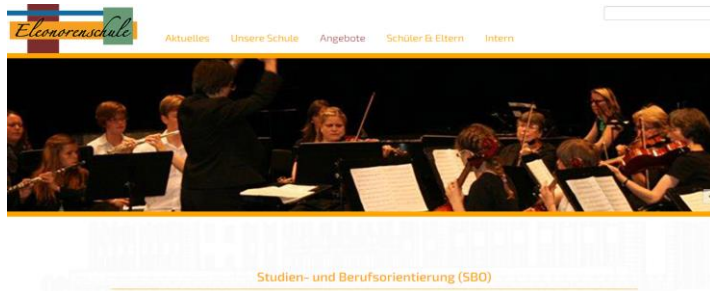 Eleonorenschule
Aktuelles Unsere Schule Angebote Schüler & Eltern Intern
Studien- und Berufsorientierung (SBO)